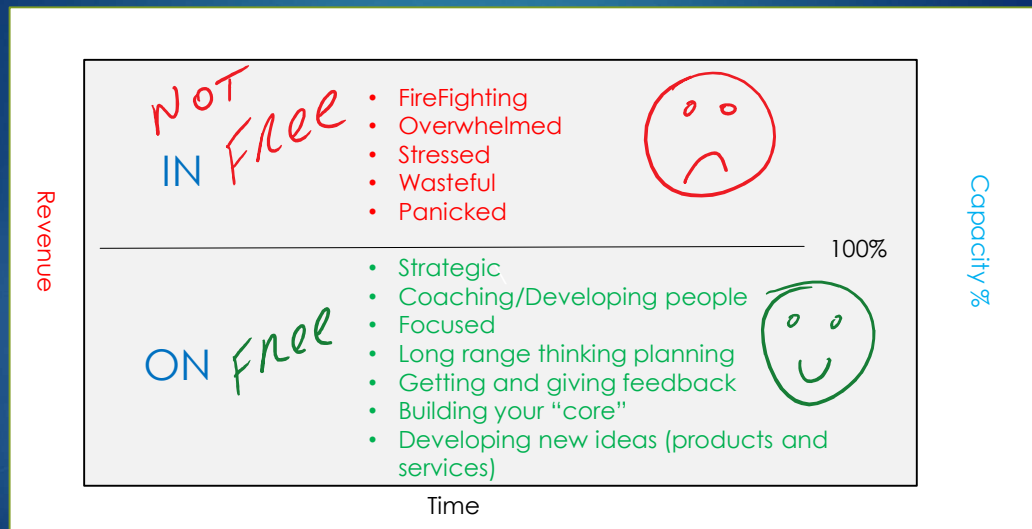 NOT
IN FREE
• FireFighting
• Overwhelmed
• Stressed
• Wasteful
• Panicked
Revenue
Capacity %
100%
ON FREE
• Strategic
• Coaching/Developing people
• Focused
• Long range thinking planning
• Getting and giving feedback
• Building your “core”
• Developing new ideas (products and
services)
Time